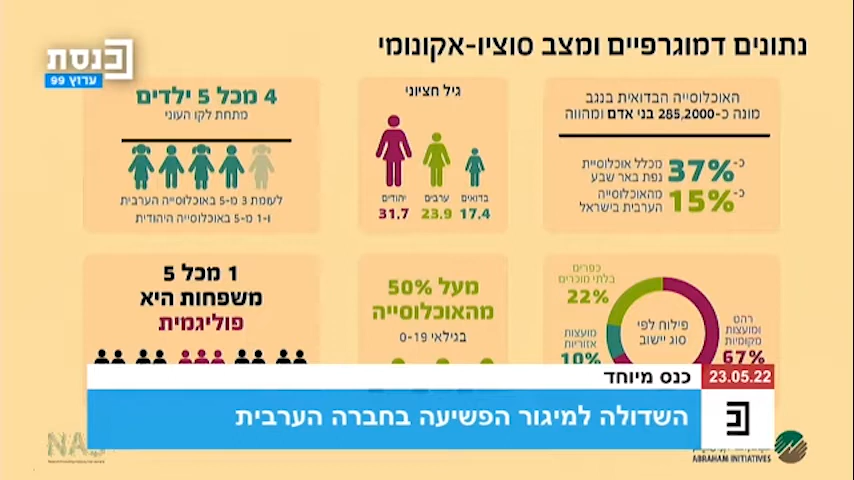 נתונים דמוגרפיים ומצב סוציו-אקונומי
כנסת
ערוץ 99
האוכלוסייה הבדואית בנגב
מונה כ-285,2000 בני אדם ומהווה
כ-37% מכלל אוכלוסיית
נפת באר שבע
כ-15% מהאוכלוסייה
הערבית בישראל
גיל חציוני
בדואים ערבים יהודים
17.4 23.9 31.7
4 מכל 5 ילדים
מתחת לקו העוני
לעומת 3 מ-5 באוכלוסייה הערבית
ו-1 מ-5 באוכלוסייה היהודית
פילוח לפי
סוג יישוב
רהט
ומועצות
מקומיות
67%
כפרים
בלתי מוכרים
22%
מועצות
אזוריות
10%
מעל 50%
מהאוכלוסייה
בגילאי 0-19
1 מכל 5
משפחות היא
פוליגמית
23.05.22
כנס מיוחד
השדולה למיגור הפשיעה בחברה הערבית
ABRAHAM INITIATIVES